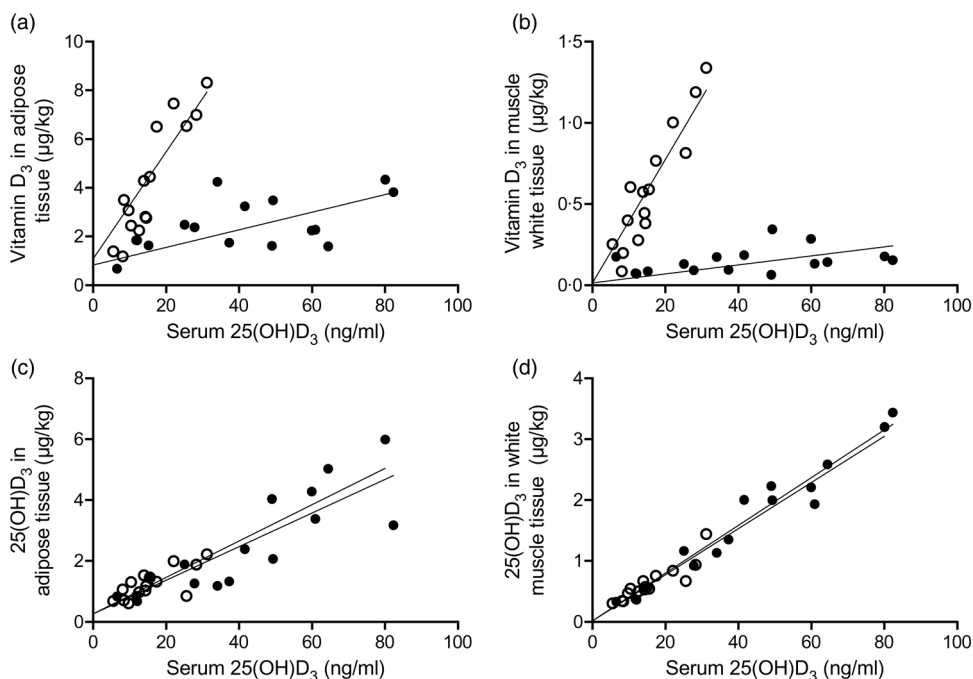 (a)
Vitamin D₃ in adipose
tissue (µg/kg)
10
8
6
4
2
0
0 20 40 60 80 100
Serum 25(OH)D₃ (ng/ml)
(b)
Vitamin D₃ in muscle
white tissue (µg/kg)
1·5
1·0
0·5
0·0
0 20 40 60 80 100
Serum 25(OH)D₃ (ng/ml)
(c)
25(OH)D₃ in
adipose tissue (µg/kg)
8
6
4
2
0
0 20 40 60 80 100
Serum 25(OH)D₃ (ng/ml)
(d)
25(OH)D₃ in white
muscle tissue (µg/kg)
4
3
2
1
0
0 20 40 60 80 100
Serum 25(OH)D₃ (ng/ml)